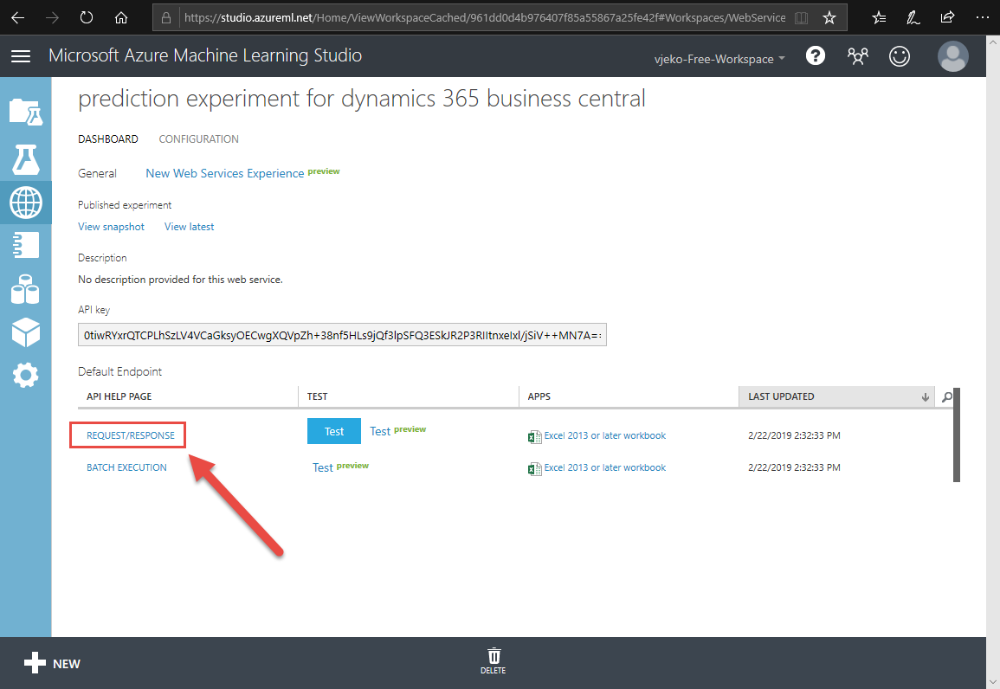 https://studio.azureml.net/Home/ViewWorkspaceCached/961dd0d4b976407f85a55867a25fe42f#Workspaces/WebService
Microsoft Azure Machine Learning Studio
vjeko-Free-Workspace
?
prediction experiment for dynamics 365 business central
DASHBOARD CONFIGURATION
General New Web Services Experience preview
Published experiment
View snapshot View latest
Description
No description provided for this web service.
API key
0tiwRYxrQTCPLhSzLV4VCaGksyOECwgXQVpZh+38nf5HLs9jQf3lpSFQ3ESkJR2P3RIItnxeIxl/jSiV++MN7A==
Default Endpoint
API HELP PAGE TEST APPS LAST UPDATED
REQUEST/RESPONSE Test Test preview Excel 2013 or later workbook 2/22/2019 2:32:33 PM
BATCH EXECUTION Test preview Excel 2013 or later workbook 2/22/2019 2:32:33 PM
NEW
DELETE